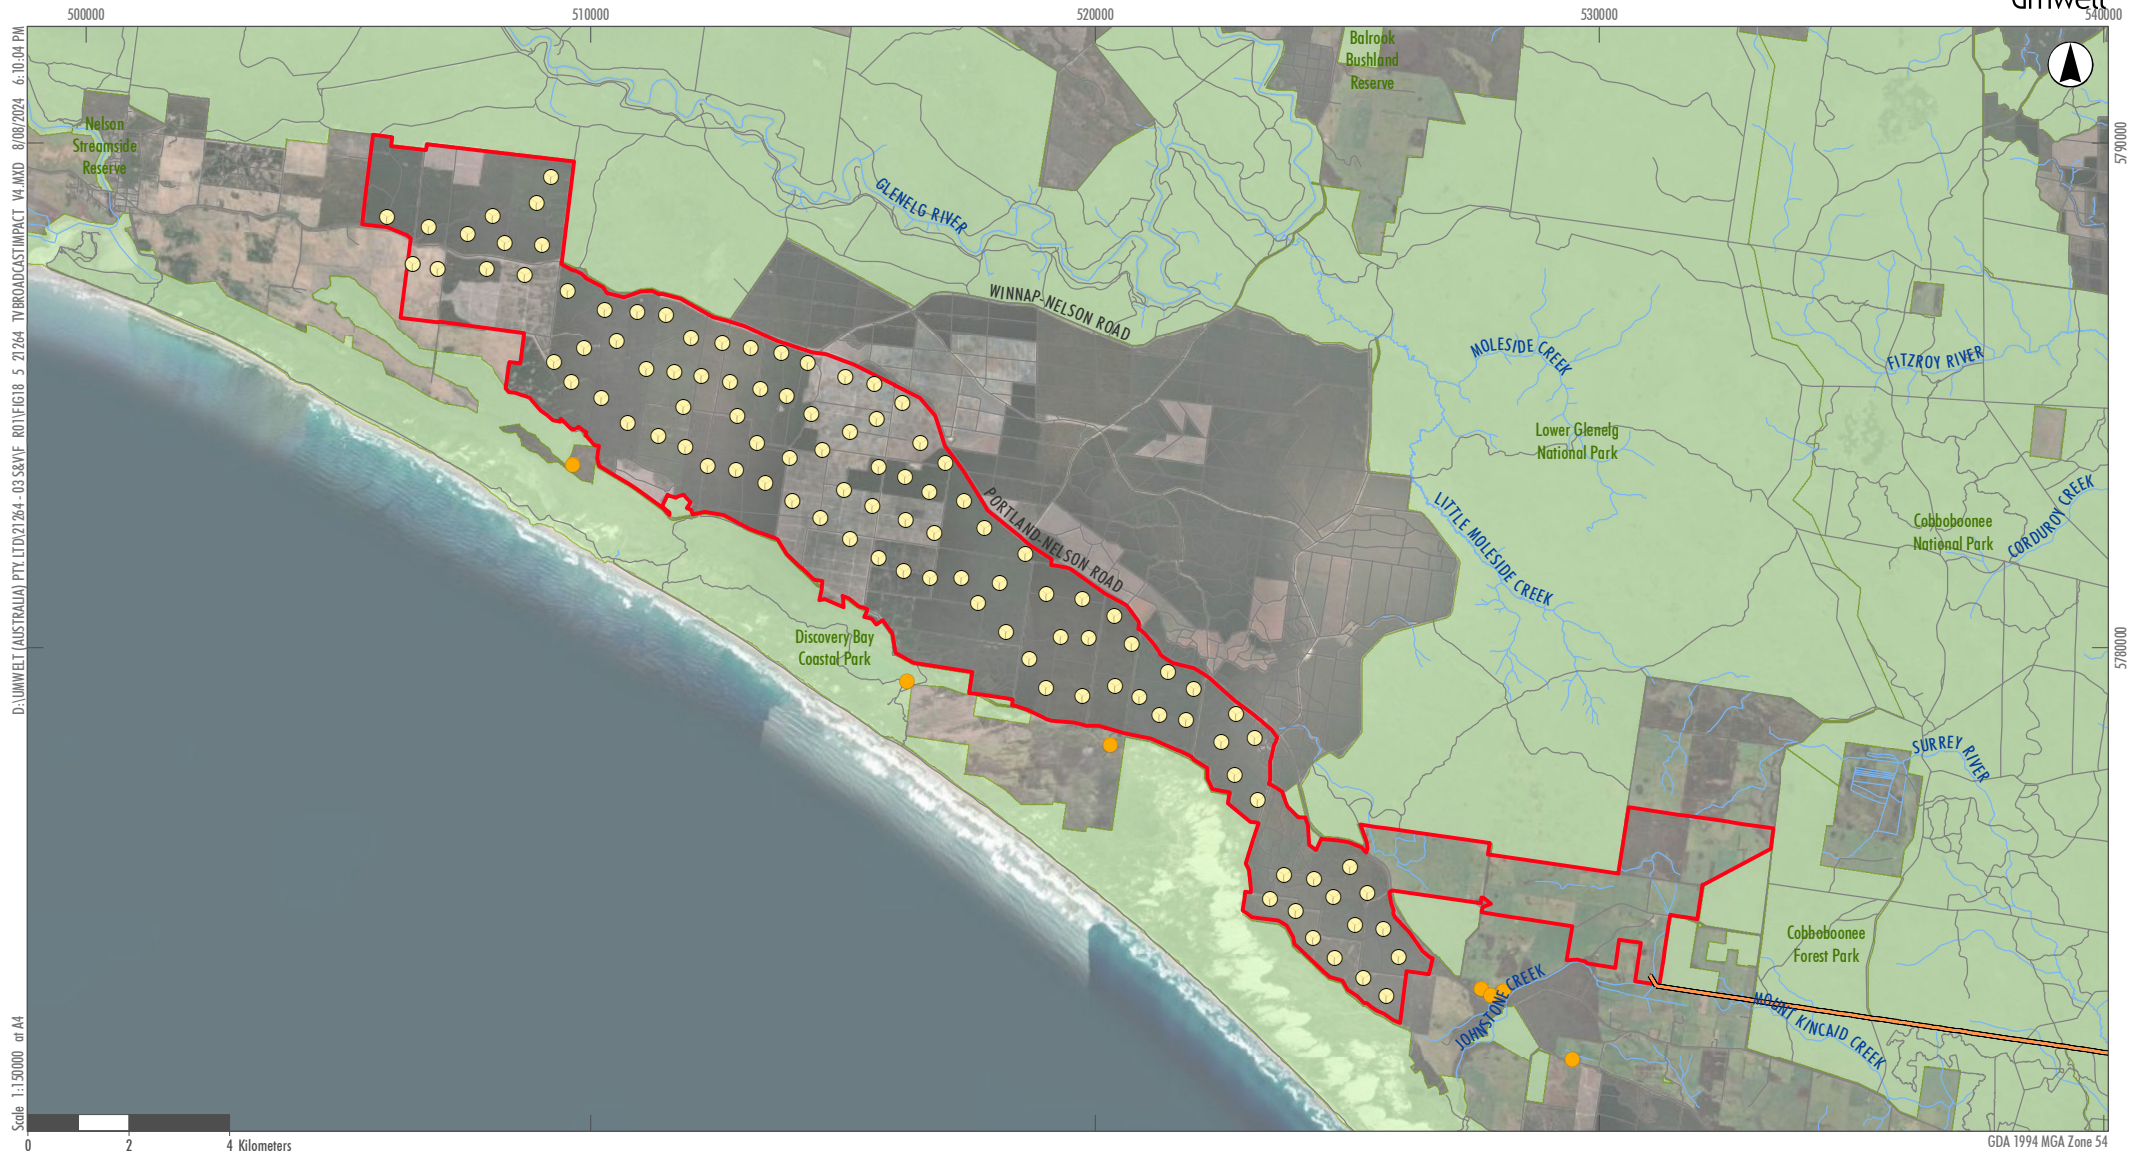 umwelt
500000
510000
520000
530000
540000
Balrook
Bushland
Reserve
Nelson
Streamside
Reserve
GLENELG RIVER
WINNAP-NELSON ROAD
MOLESIDE CREEK
FITZROY RIVER
Lower Glenelg
National Park
LITTLE MOLESIDE CREEK
Cobboboonee
National Park
CORDUROY CREEK
PORTLAND-NELSON ROAD
Discovery Bay
Coastal Park
SURREY RIVER
Cobboboonee
Forest Park
JOHNSTONE CREEK
MOUNT KINCAID CREEK
5790000
5780000
D:\UMWELT (AUSTRALIA) PTY. LTD\21264 - 03 S&V\F R01\FIG18 5 21264 TVBROADCASTIMPACT V4.MXD 8/08/2024 6:10:04 PM
Scale 1:150000 at A4
0 2 4 Kilometers
GDA 1994 MGA Zone 54